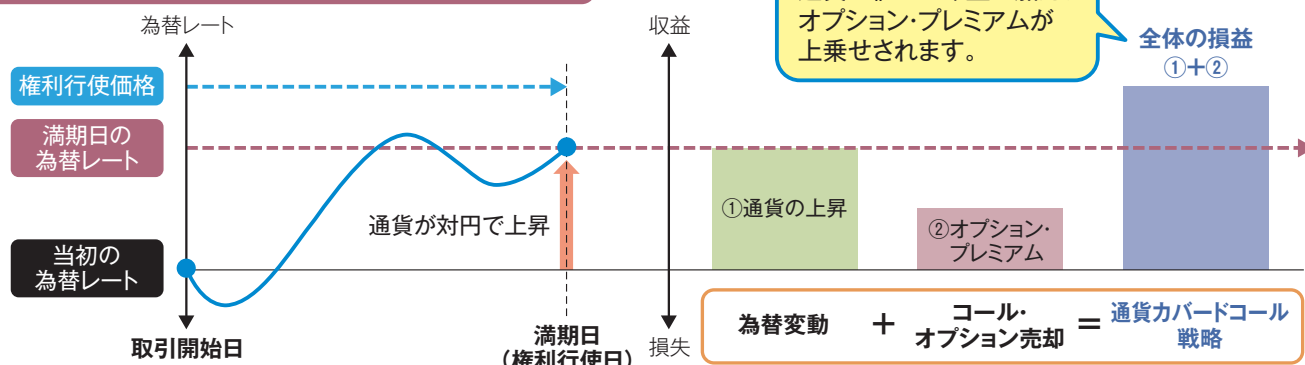 オプション・プレミアムが
上乗せされます。
為替レート
収益
全体の損益
①+②
権利行使価格
満期日の
為替レート
①通貨の上昇
通貨が対円で上昇
②オプション・
プレミアム
当初の
為替レート
為替変動 + コール・オプション売却 = 通貨カバードコール戦略
取引開始日
満期日
(権利行使日)
損失